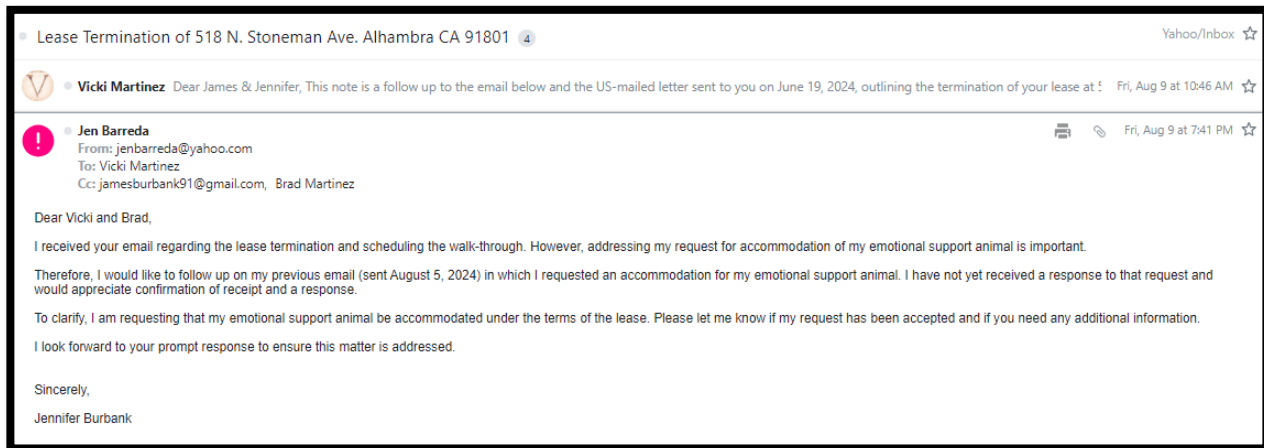 Lease Termination of 518 N. Stoneman Ave. Alhambra CA 91801 4 Yahoo/Inbox
V Vicki Martinez Dear James & Jennifer, This note is a follow up to the email below and the US-mailed letter sent to you on June 19, 2024, outlining the termination of your lease at Fri, Aug 9 at 10:46 AM
! Jen Barreda Fri, Aug 9 at 7:41 PM
From: jenbarreda@yahoo.com
To: Vicki Martinez
Cc: jamesburbank91@gmail.com, Brad Martinez
Dear Vicki and Brad,
I received your email regarding the lease termination and scheduling the walk-through. However, addressing my request for accommodation of my emotional support animal is important.
Therefore, I would like to follow up on my previous email (sent August 5, 2024) in which I requested an accommodation for my emotional support animal. I have not yet received a response to that request and
would appreciate confirmation of receipt and a response.
To clarify, I am requesting that my emotional support animal be accommodated under the terms of the lease. Please let me know if my request has been accepted and if you need any additional information.
I look forward to your prompt response to ensure this matter is addressed.
Sincerely,
Jennifer Burbank